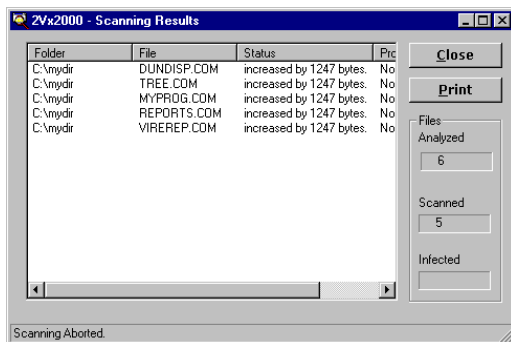 2Vx2000 - Scanning Results
Folder File Status Pro
C:\mydir DUNDISP.COM increased by 1247 bytes. No
C:\mydir TREE.COM increased by 1247 bytes. No
C:\mydir MYPROG.COM increased by 1247 bytes. No
C:\mydir REPORTS.COM increased by 1247 bytes. No
C:\mydir VIREREP.COM increased by 1247 bytes. No
Close
Print
Files
Analyzed
6
Scanned
5
Infected
Scanning Aborted.